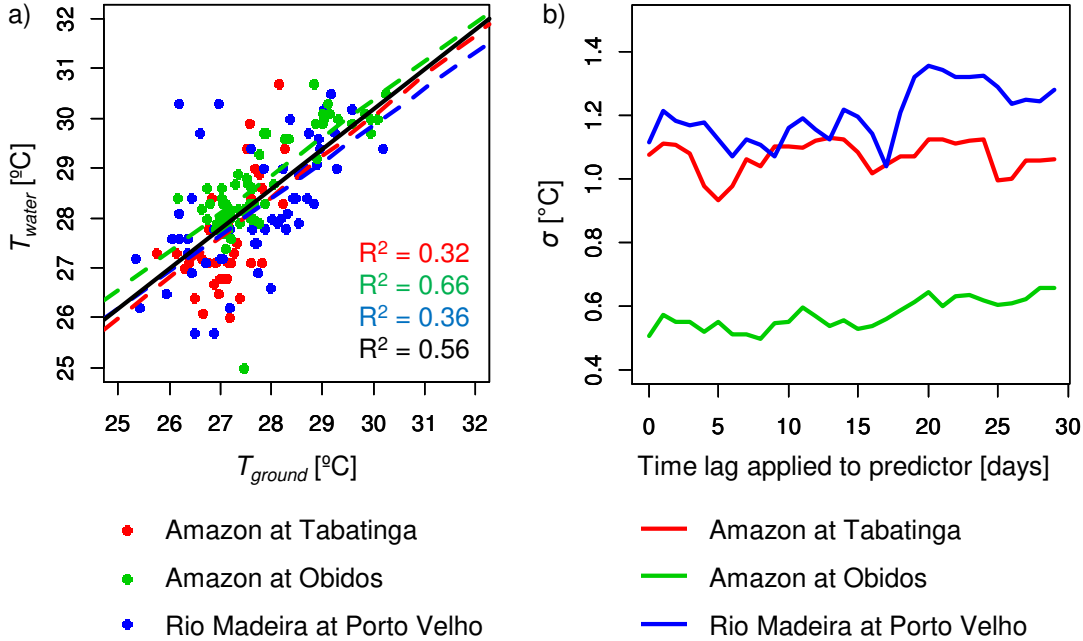 a)
32
31
30
29
28
27
26
25
T_water [ºC]
R² = 0.32
R² = 0.66
R² = 0.36
R² = 0.56
25 26 27 28 29 30 31 32
T_ground [ºC]
Amazon at Tabatinga
Amazon at Obidos
Rio Madeira at Porto Velho
b)
1.4
1.2
1.0
0.8
0.6
0.4
σ [°C]
0 5 10 15 20 25 30
Time lag applied to predictor [days]
Amazon at Tabatinga
Amazon at Obidos
Rio Madeira at Porto Velho